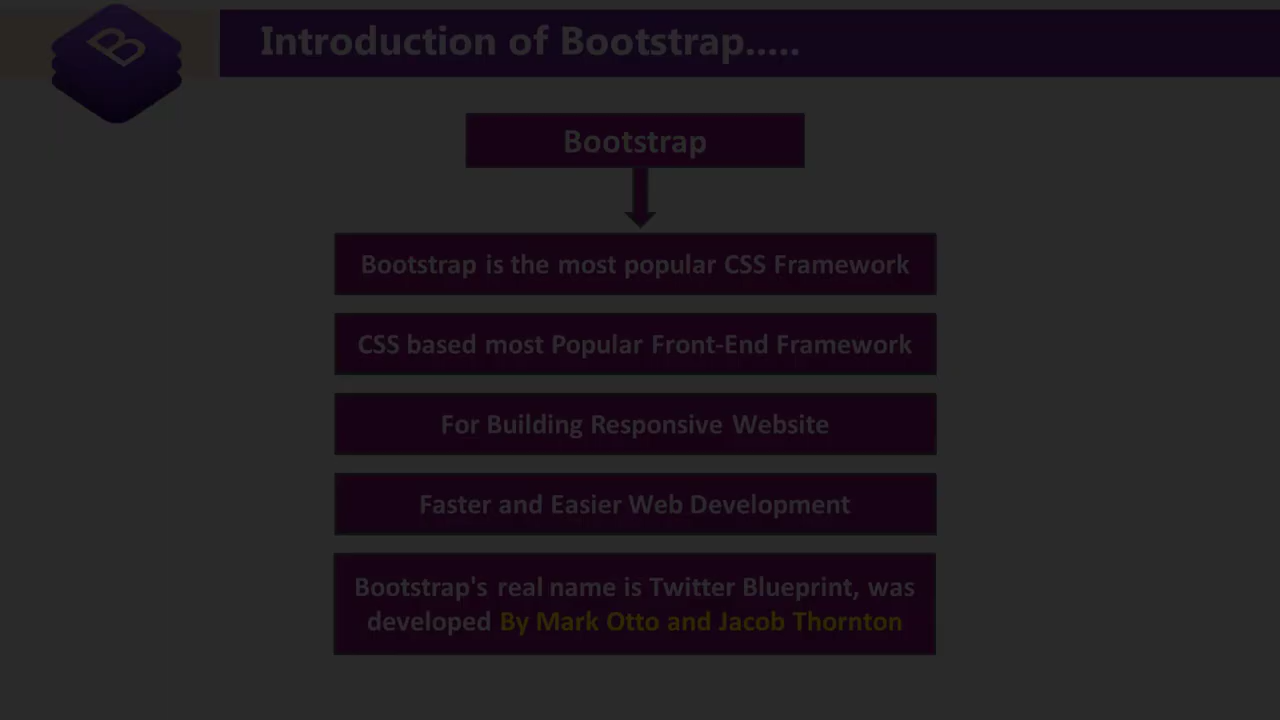 B
Introduction of Bootstrap.....
Bootstrap
Bootstrap is the most popular CSS Framework
CSS based most Popular Front-End Framework
For Building Responsive Website
Faster and Easier Web Development
Bootstrap's real name is Twitter Blueprint, was
developed By Mark Otto and Jacob Thornton